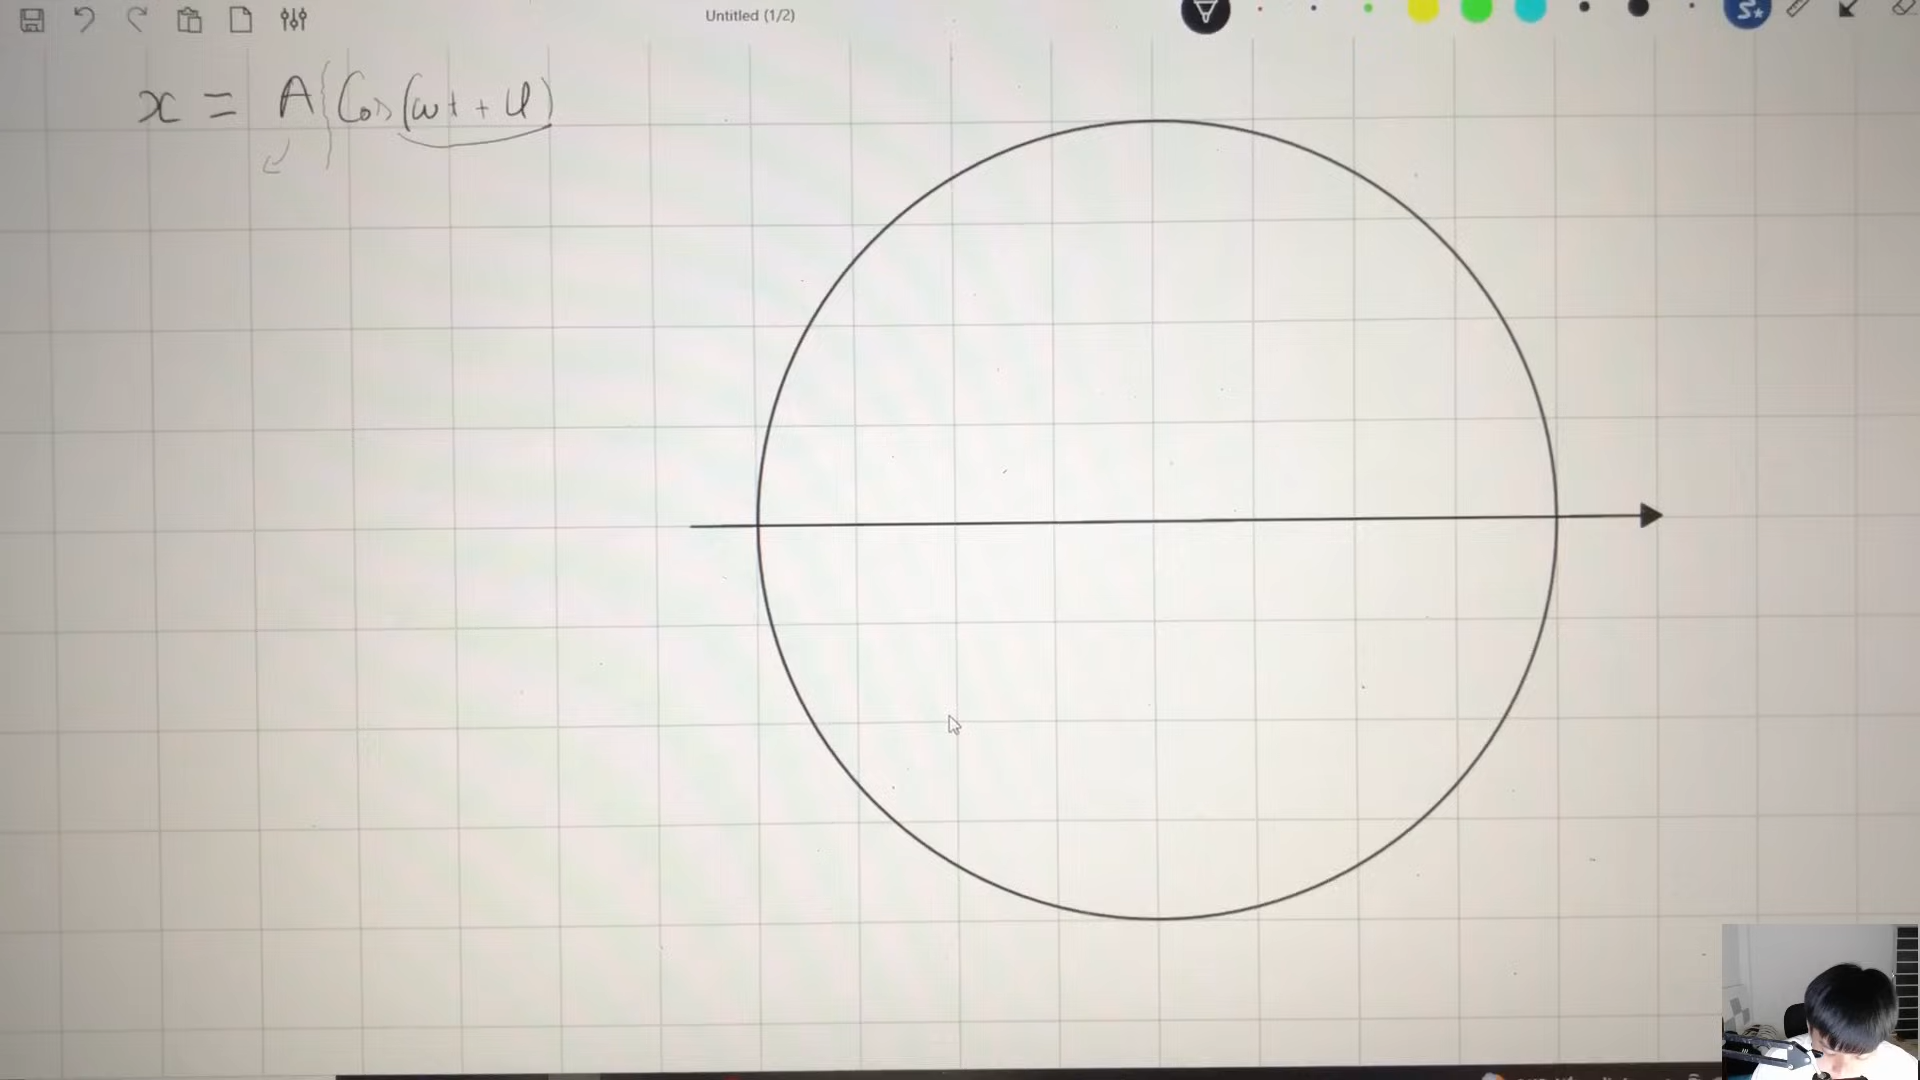 Untitled (1/2)
x = A cos(ωt + φ)